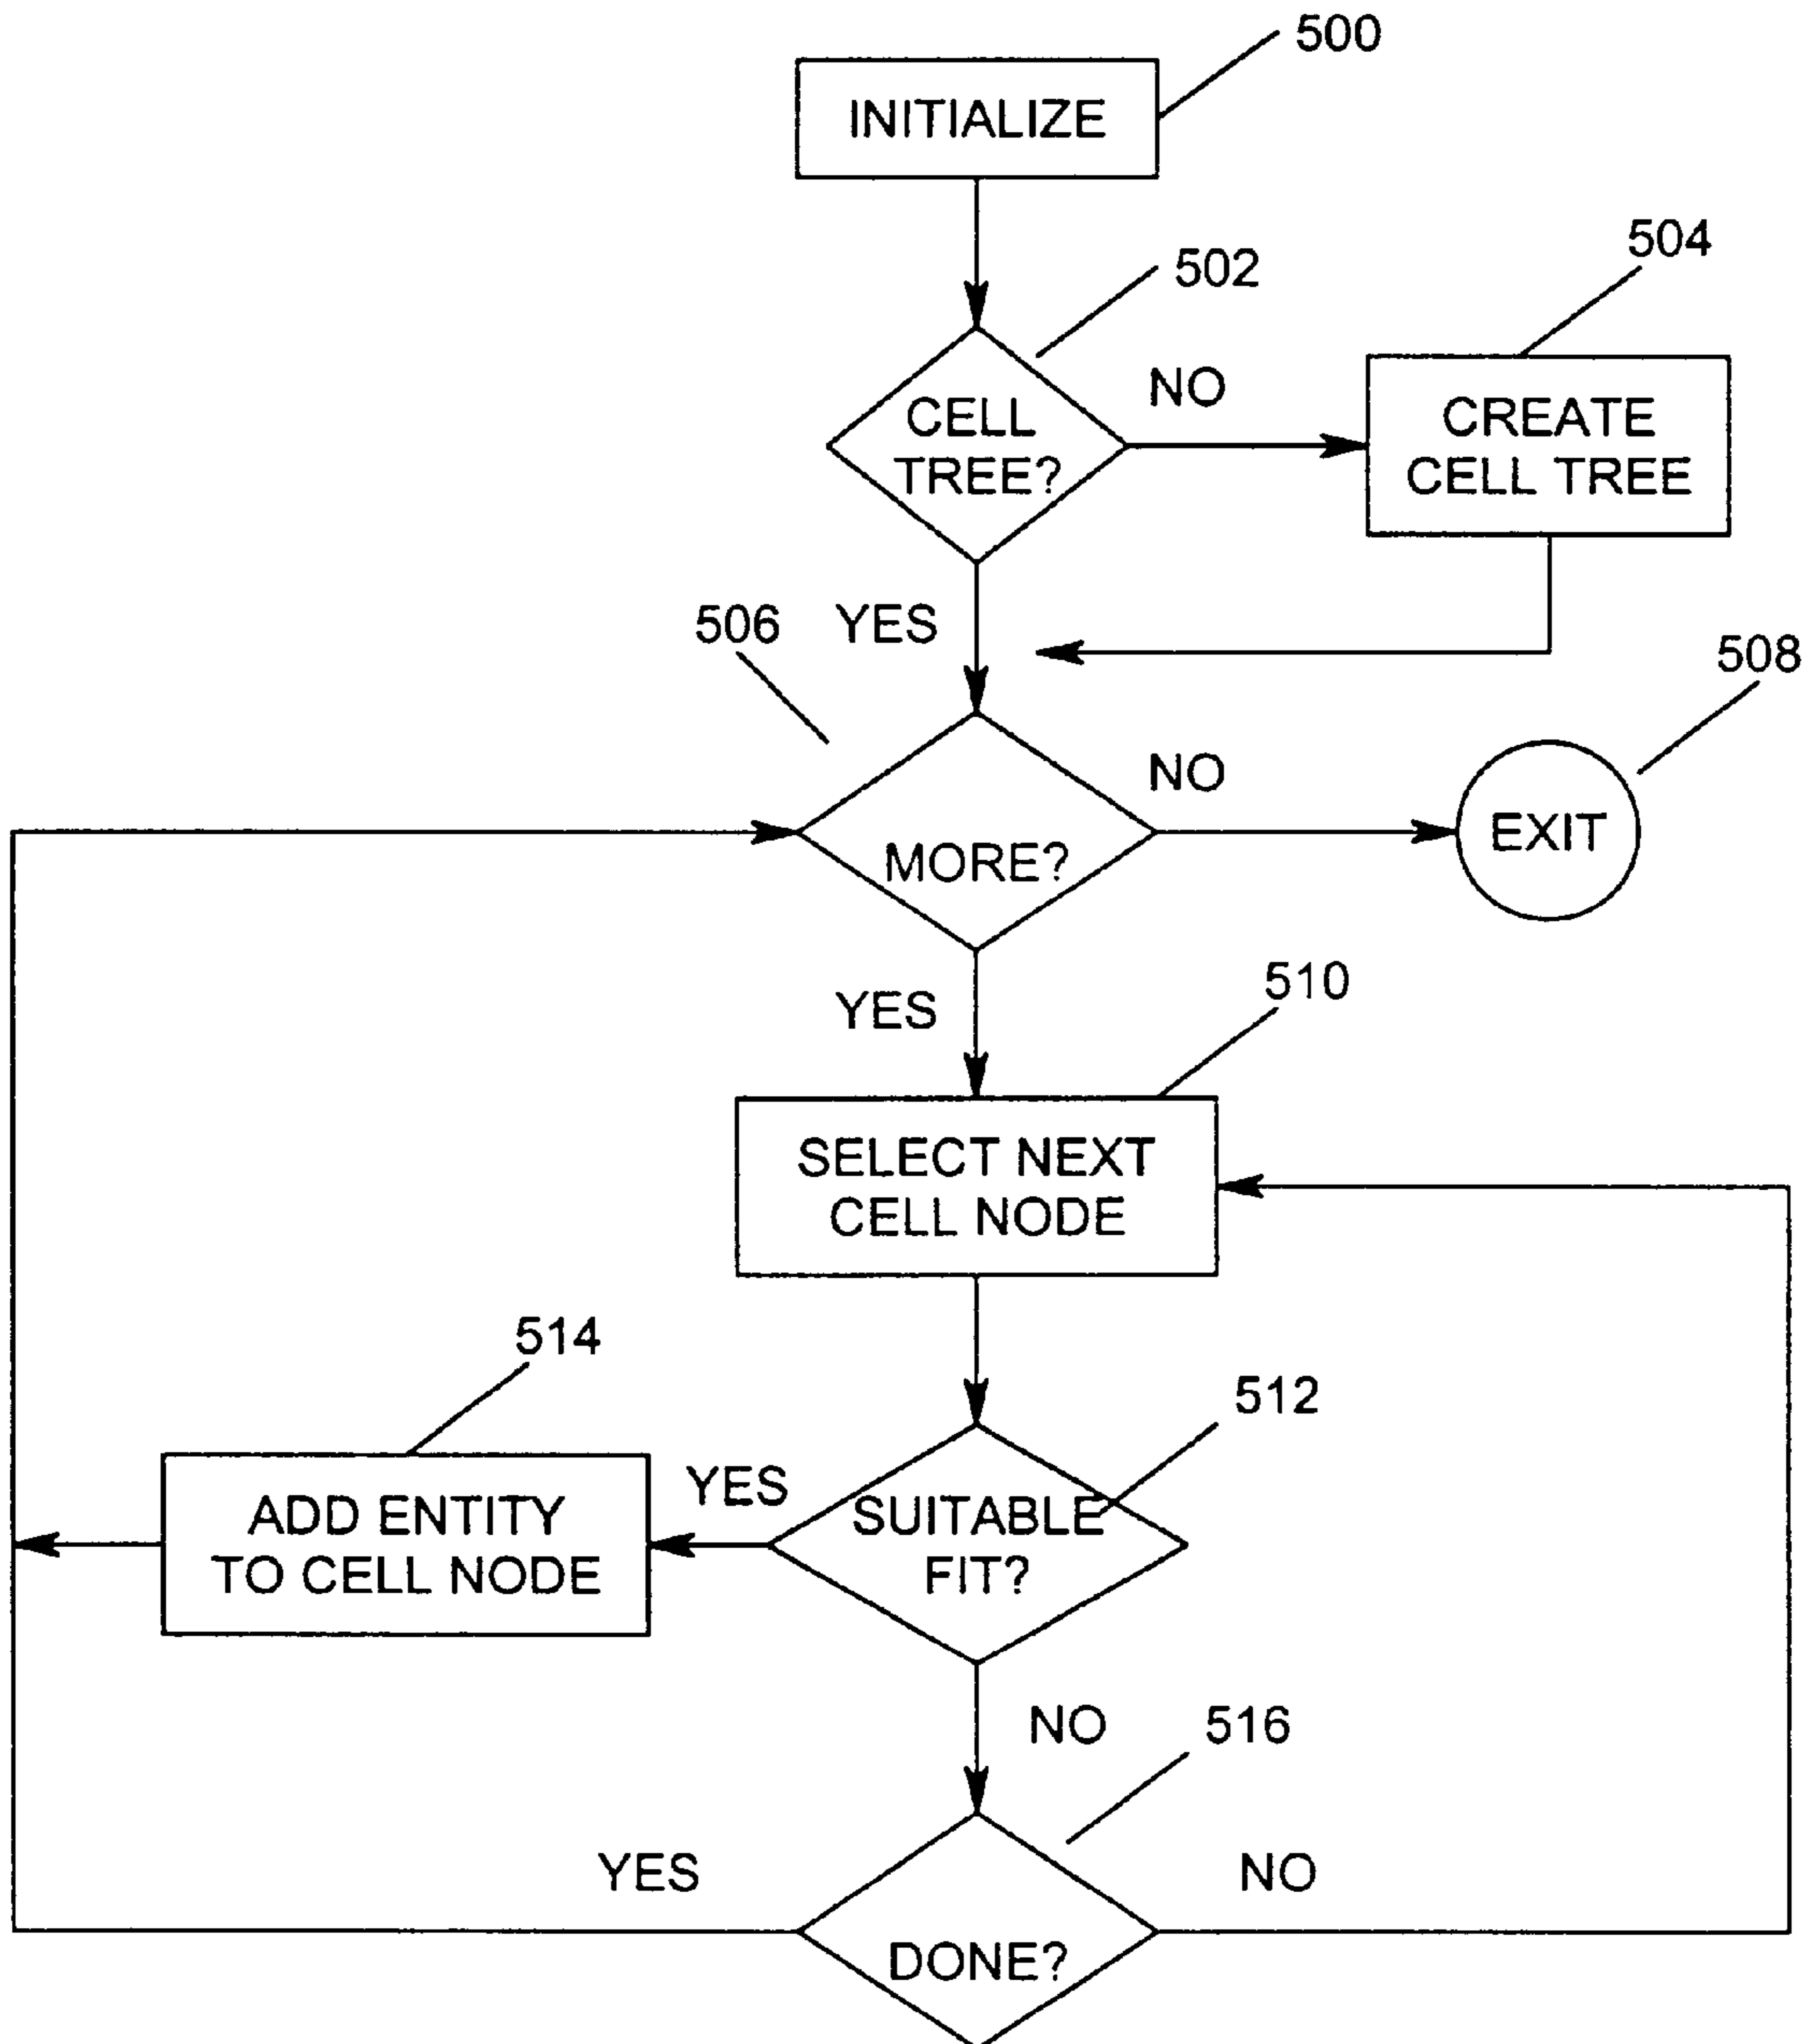 500
INITIALIZE
502
504
NO
CELL
TREE?
CREATE
CELL TREE
506
YES
508
NO
MORE?
EXIT
YES
510
SELECT NEXT
CELL NODE
514
512
YES
ADD ENTITY
TO CELL NODE
SUITABLE
FIT?
NO
516
YES
NO
DONE?